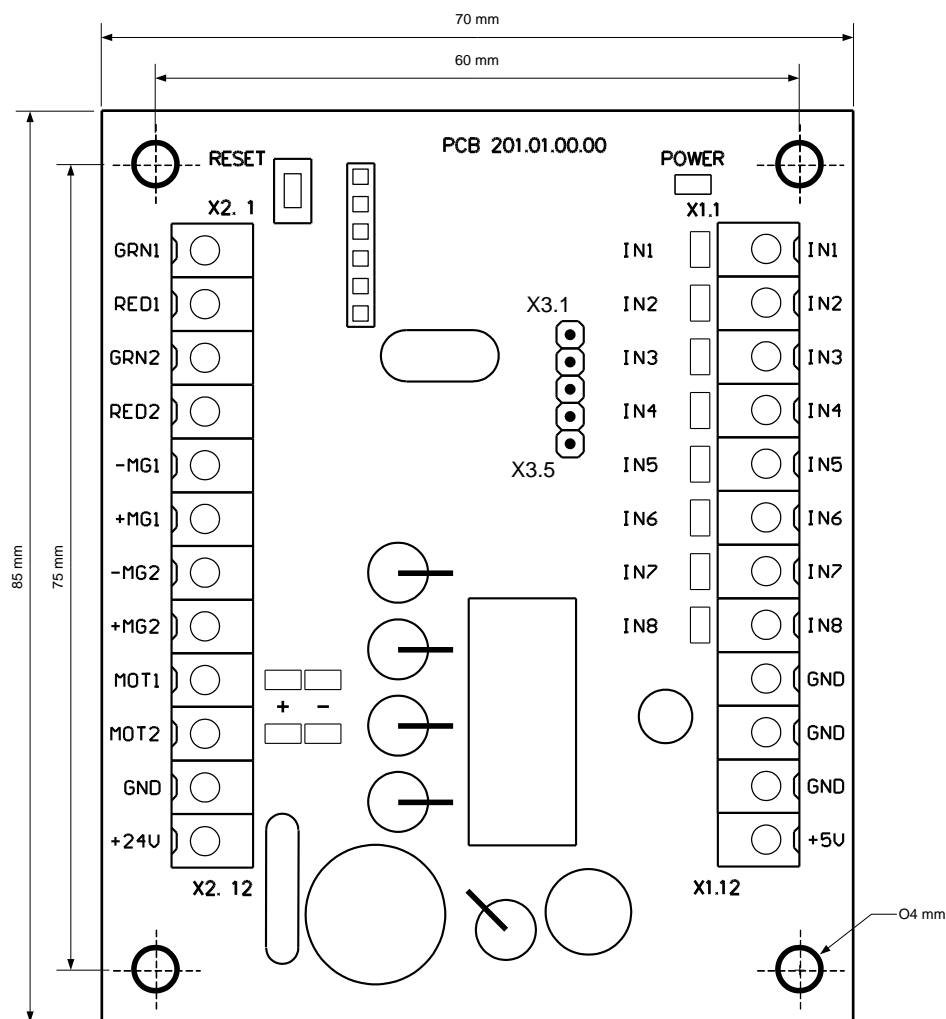 70 mm
60 mm
85 mm
75 mm
RESET
PCB 201.01.00.00
POWER
X2. 1
X1.1
GRN1
RED1
GRN2
RED2
-MG1
+MG1
-MG2
+MG2
MOT1
MOT2
GND
+24V
X2. 12
+ -
X3.1
X3.5
IN1
IN2
IN3
IN4
IN5
IN6
IN7
IN8
IN1
IN2
IN3
IN4
IN5
IN6
IN7
IN8
GND
GND
GND
+5V
X1.12
O4 mm